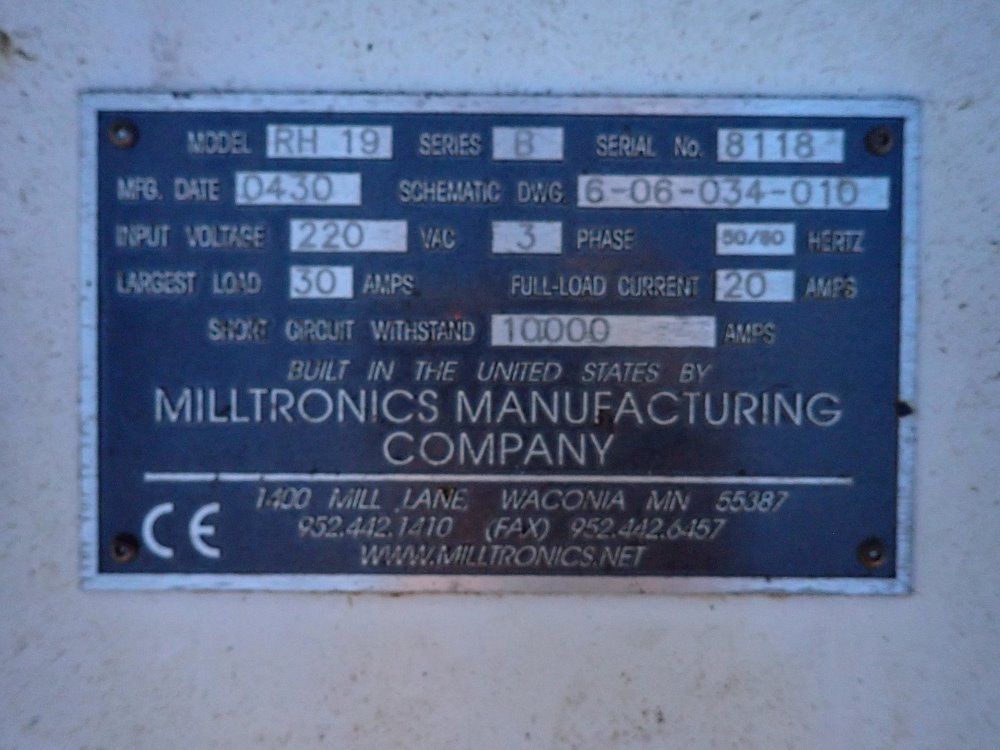 MODEL RH 19 SERIES B SERIAL No. 8118
MFG. DATE 0430 SCHEMATIC DWG. 6-06-034-010
INPUT VOLTAGE 220 VAC 3 PHASE 50/60 HERTZ
LARGEST LOAD 30 AMPS FULL-LOAD CURRENT 20 AMPS
SHORT CIRCUIT WITHSTAND 10000 AMPS
BUILT IN THE UNITED STATES BY
MILLTRONICS MANUFACTURING
COMPANY
CE
1400 MILL LANE WACONIA MN 55387
952.442.1410 (FAX) 952.442.6457
WWW.MILLTRONICS.NET